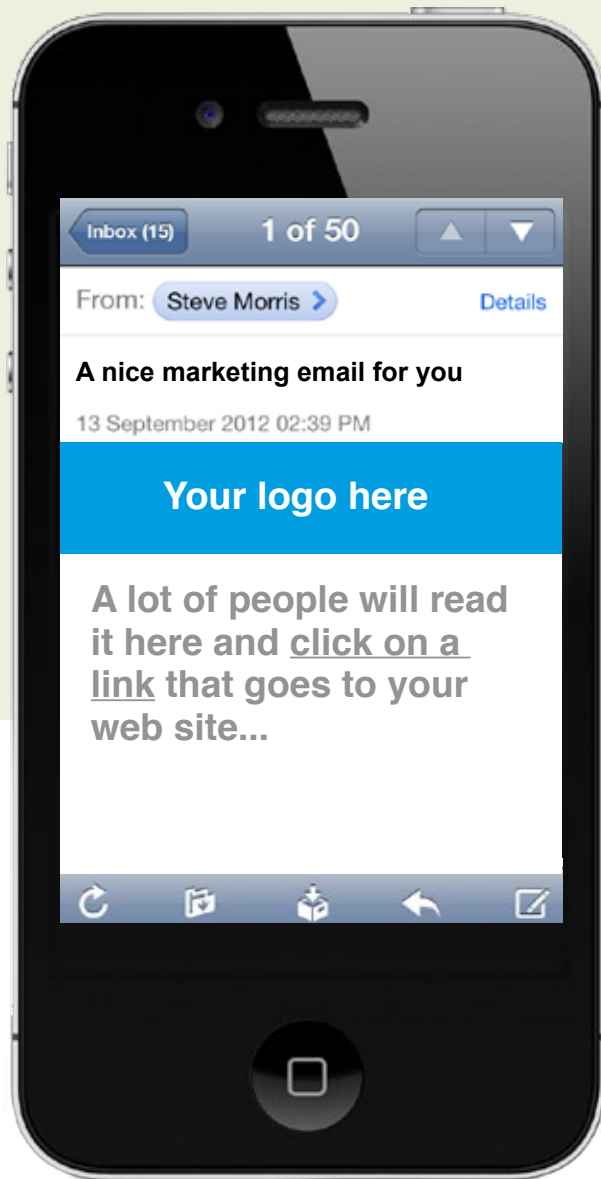 Inbox (15) 1 of 50
From: Steve Morris Details
A nice marketing email for you
13 September 2012 02:39 PM
Your logo here
A lot of people will read
it here and click on a
link that goes to your
web site...